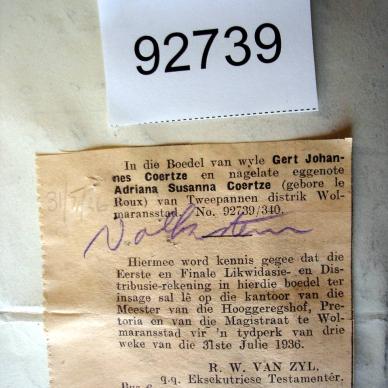 92739
In die Boedel van wyle Gert Johan-
nes Coertze en nagelate eggenote
Adriana Susanna Coertze (gebore le
Roux) van Tweepannen distrik Wol-
maransstad. No. 92739/340.
Volkstem
Hiermee word kennis gegee dat die
Eerste en Finale Likwidasie- en Dis-
tribusie-rekening in hierdie boedel ter
insage sal lê op die kantoor van die
Meester van die Hooggeregshof, Pre-
toria en van die Magistraat te Wol-
maransstad vir 'n tydperk van drie
weke van die 31ste Julie 1936.
R. W. VAN ZYL,
q.q. Eksekutriese Testamentêr.